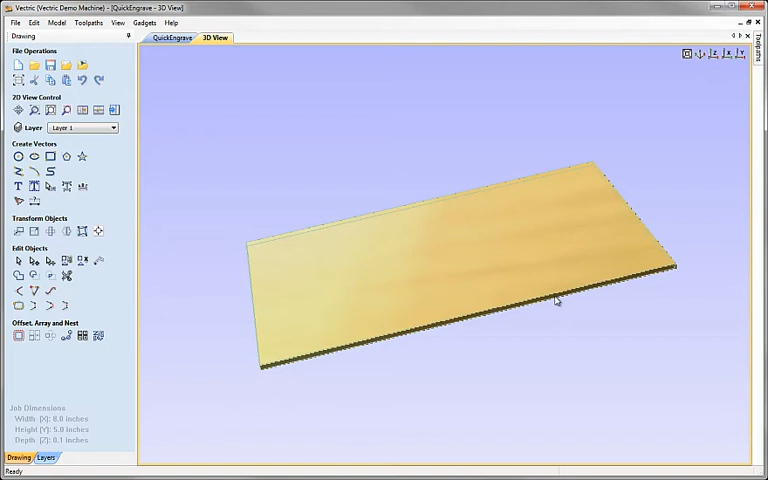 Vectric {Vectric Demo Machine} - [QuickEngrave - 3D View]
File Edit Model Toolpaths View Gadgets Help
Drawing
QuickEngrave 3D View
Toolpaths
File Operations
2D View Control
Layer Layer 1
Create Vectors
Transform Objects
Edit Objects
Offset, Array and Nest
Job Dimensions
Width (X): 8.0 inches
Height (Y): 5.0 inches
Depth (Z): 0.1 inches
Drawing Layers
Ready